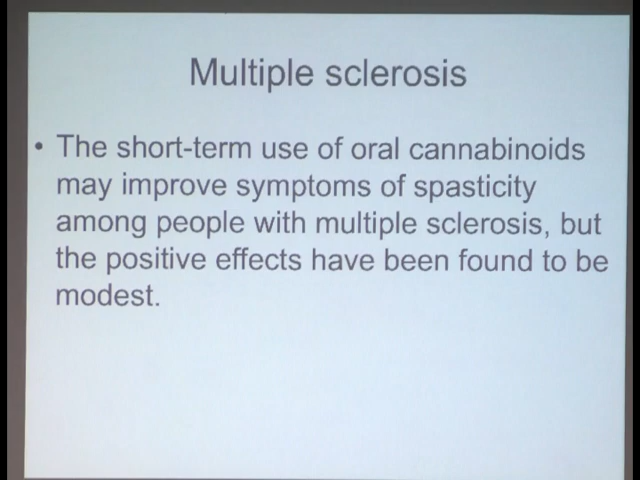 Multiple sclerosis
• The short-term use of oral cannabinoids
may improve symptoms of spasticity
among people with multiple sclerosis, but
the positive effects have been found to be
modest.